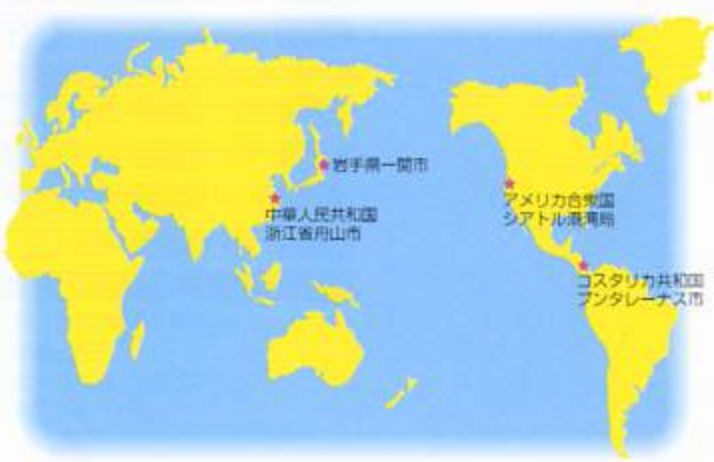 岩手県一関市
中華人民共和国
浙江省舟山市
アメリカ合衆国
シアトル港湾局
コスタリカ共和国
プンタレーナス市